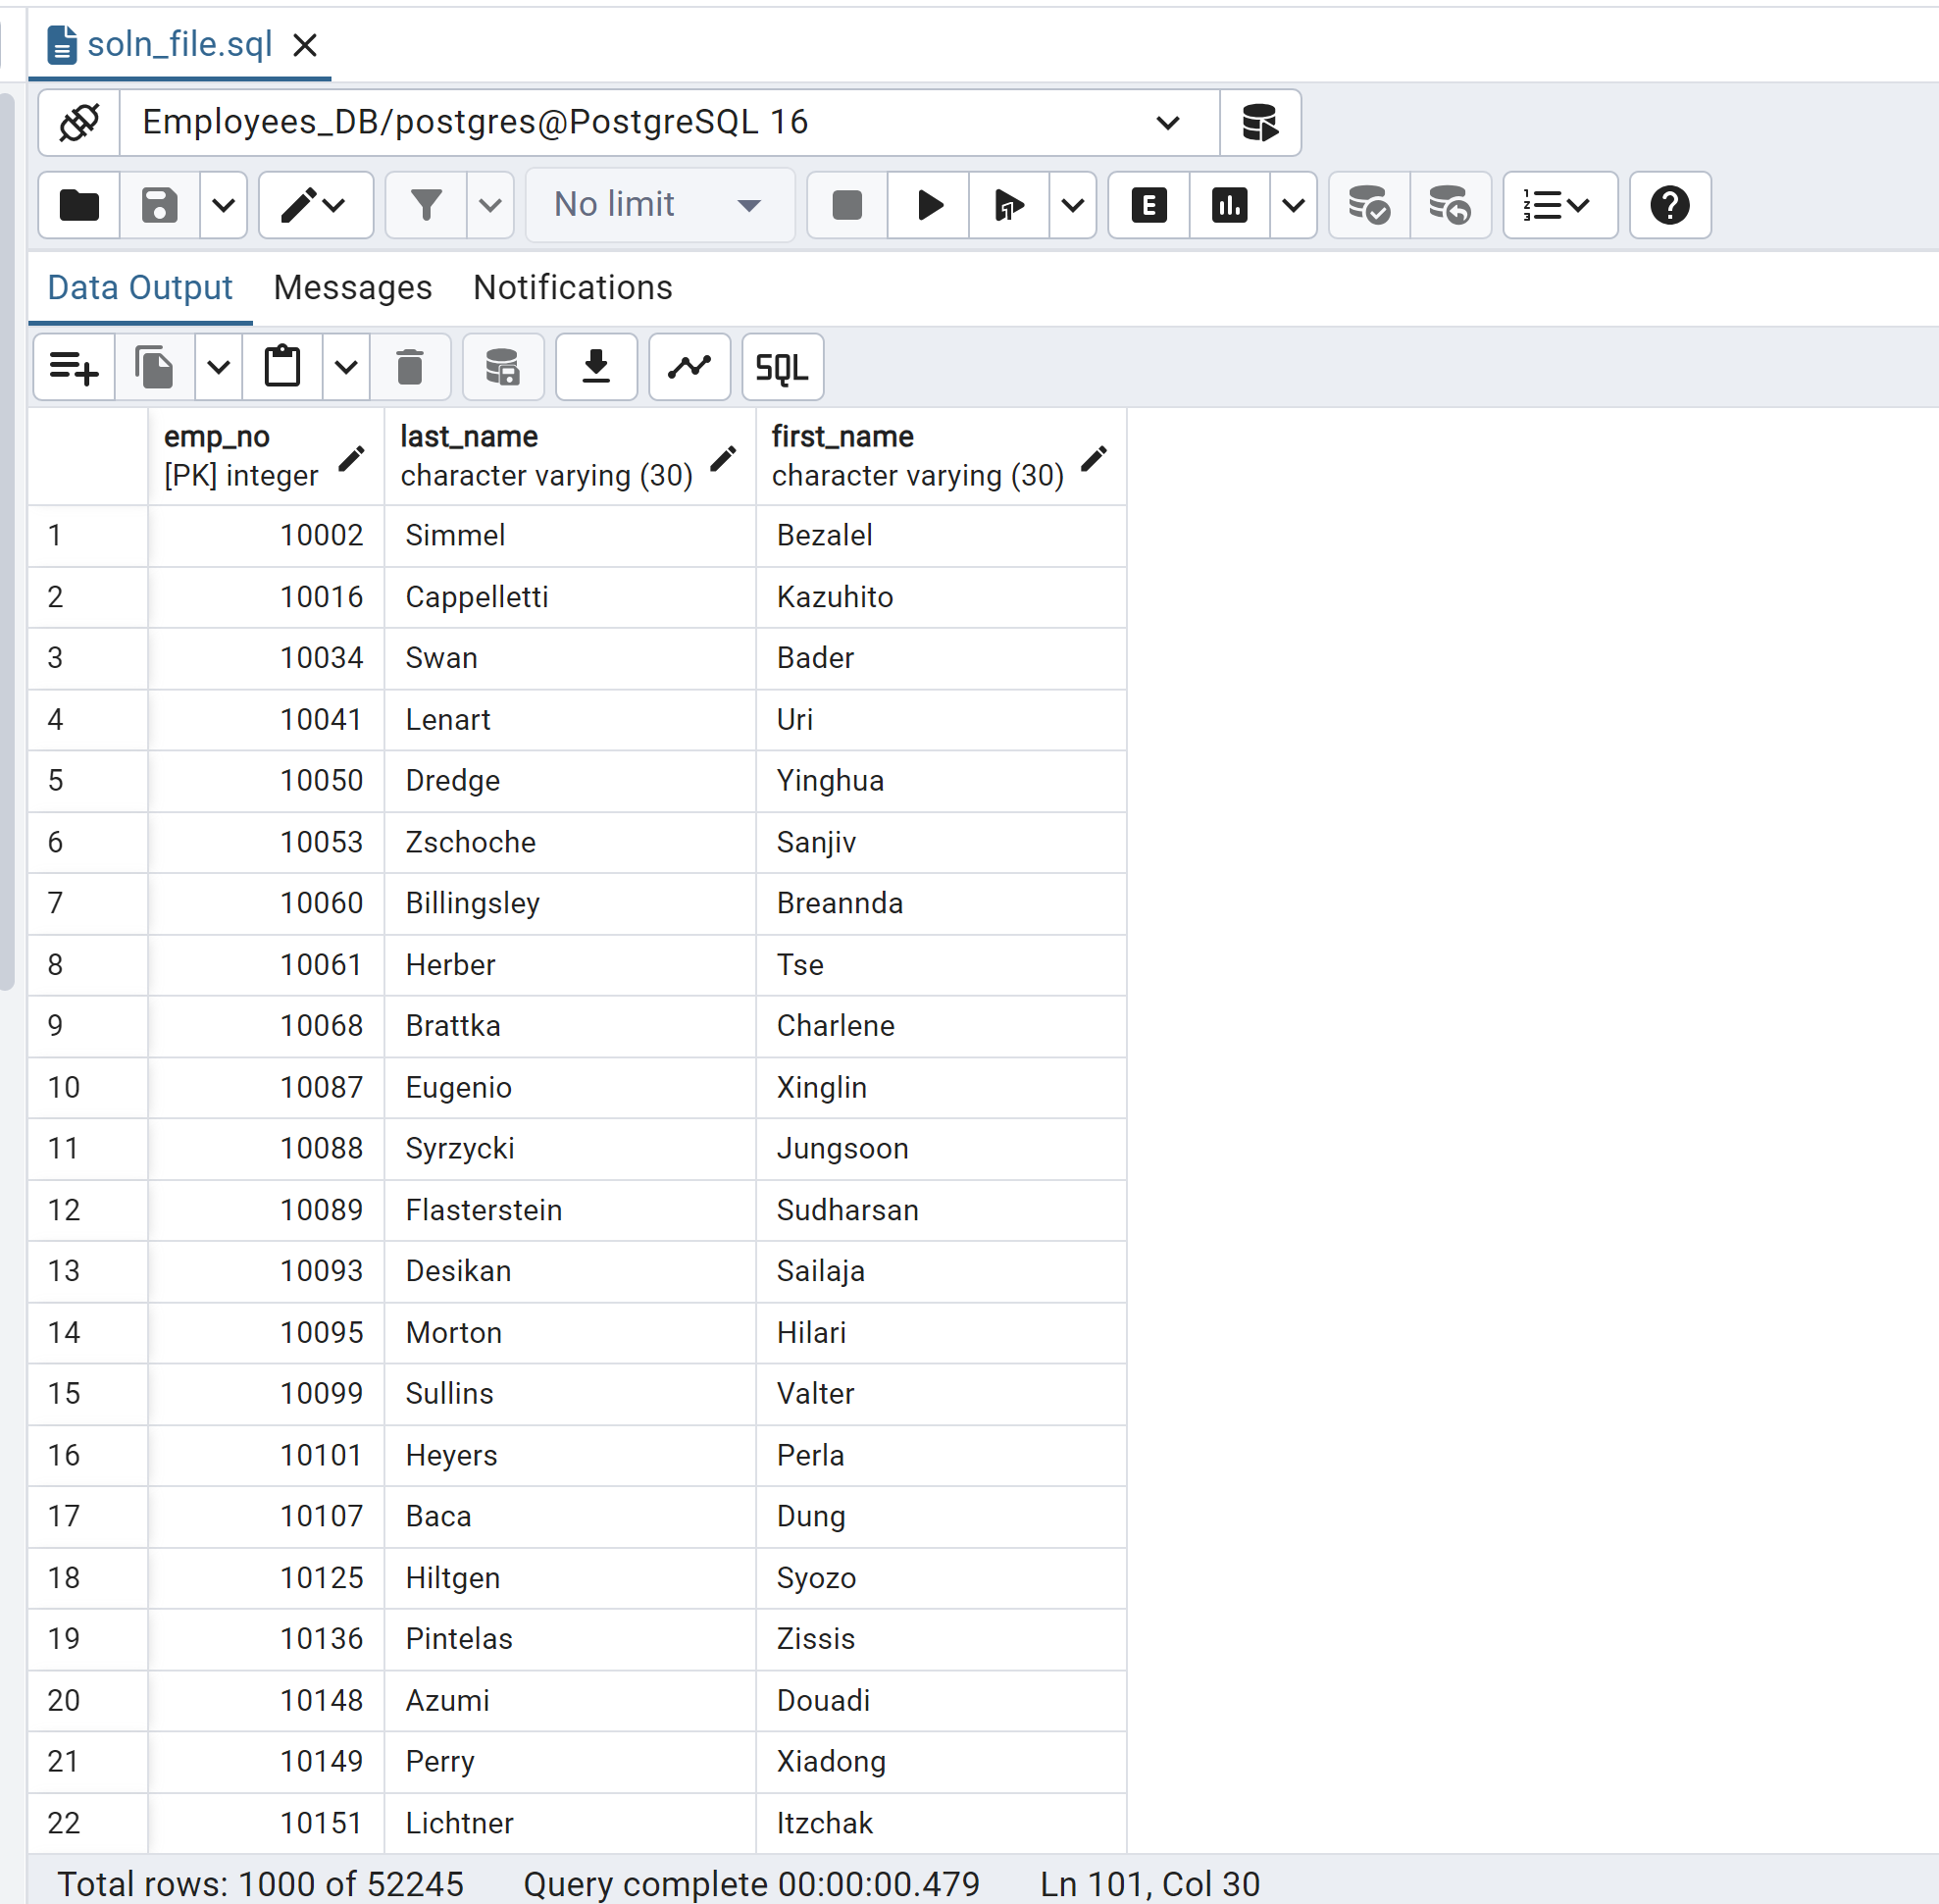 soln_file.sql
Employees_DB/postgres@PostgreSQL 16
No limit
E
Data Output Messages Notifications
SQL
emp_no last_name first_name
[PK] integer character varying (30) character varying (30)
1 10002 Simmel Bezalel
2 10016 Cappelletti Kazuhito
3 10034 Swan Bader
4 10041 Lenart Uri
5 10050 Dredge Yinghua
6 10053 Zschoche Sanjiv
7 10060 Billingsley Breannda
8 10061 Herber Tse
9 10068 Brattka Charlene
10 10087 Eugenio Xinglin
11 10088 Syrzycki Jungsoon
12 10089 Flasterstein Sudharsan
13 10093 Desikan Sailaja
14 10095 Morton Hilari
15 10099 Sullins Valter
16 10101 Heyers Perla
17 10107 Baca Dung
18 10125 Hiltgen Syozo
19 10136 Pintelas Zissis
20 10148 Azumi Douadi
21 10149 Perry Xiadong
22 10151 Lichtner Itzchak
Total rows: 1000 of 52245 Query complete 00:00:00.479 Ln 101, Col 30